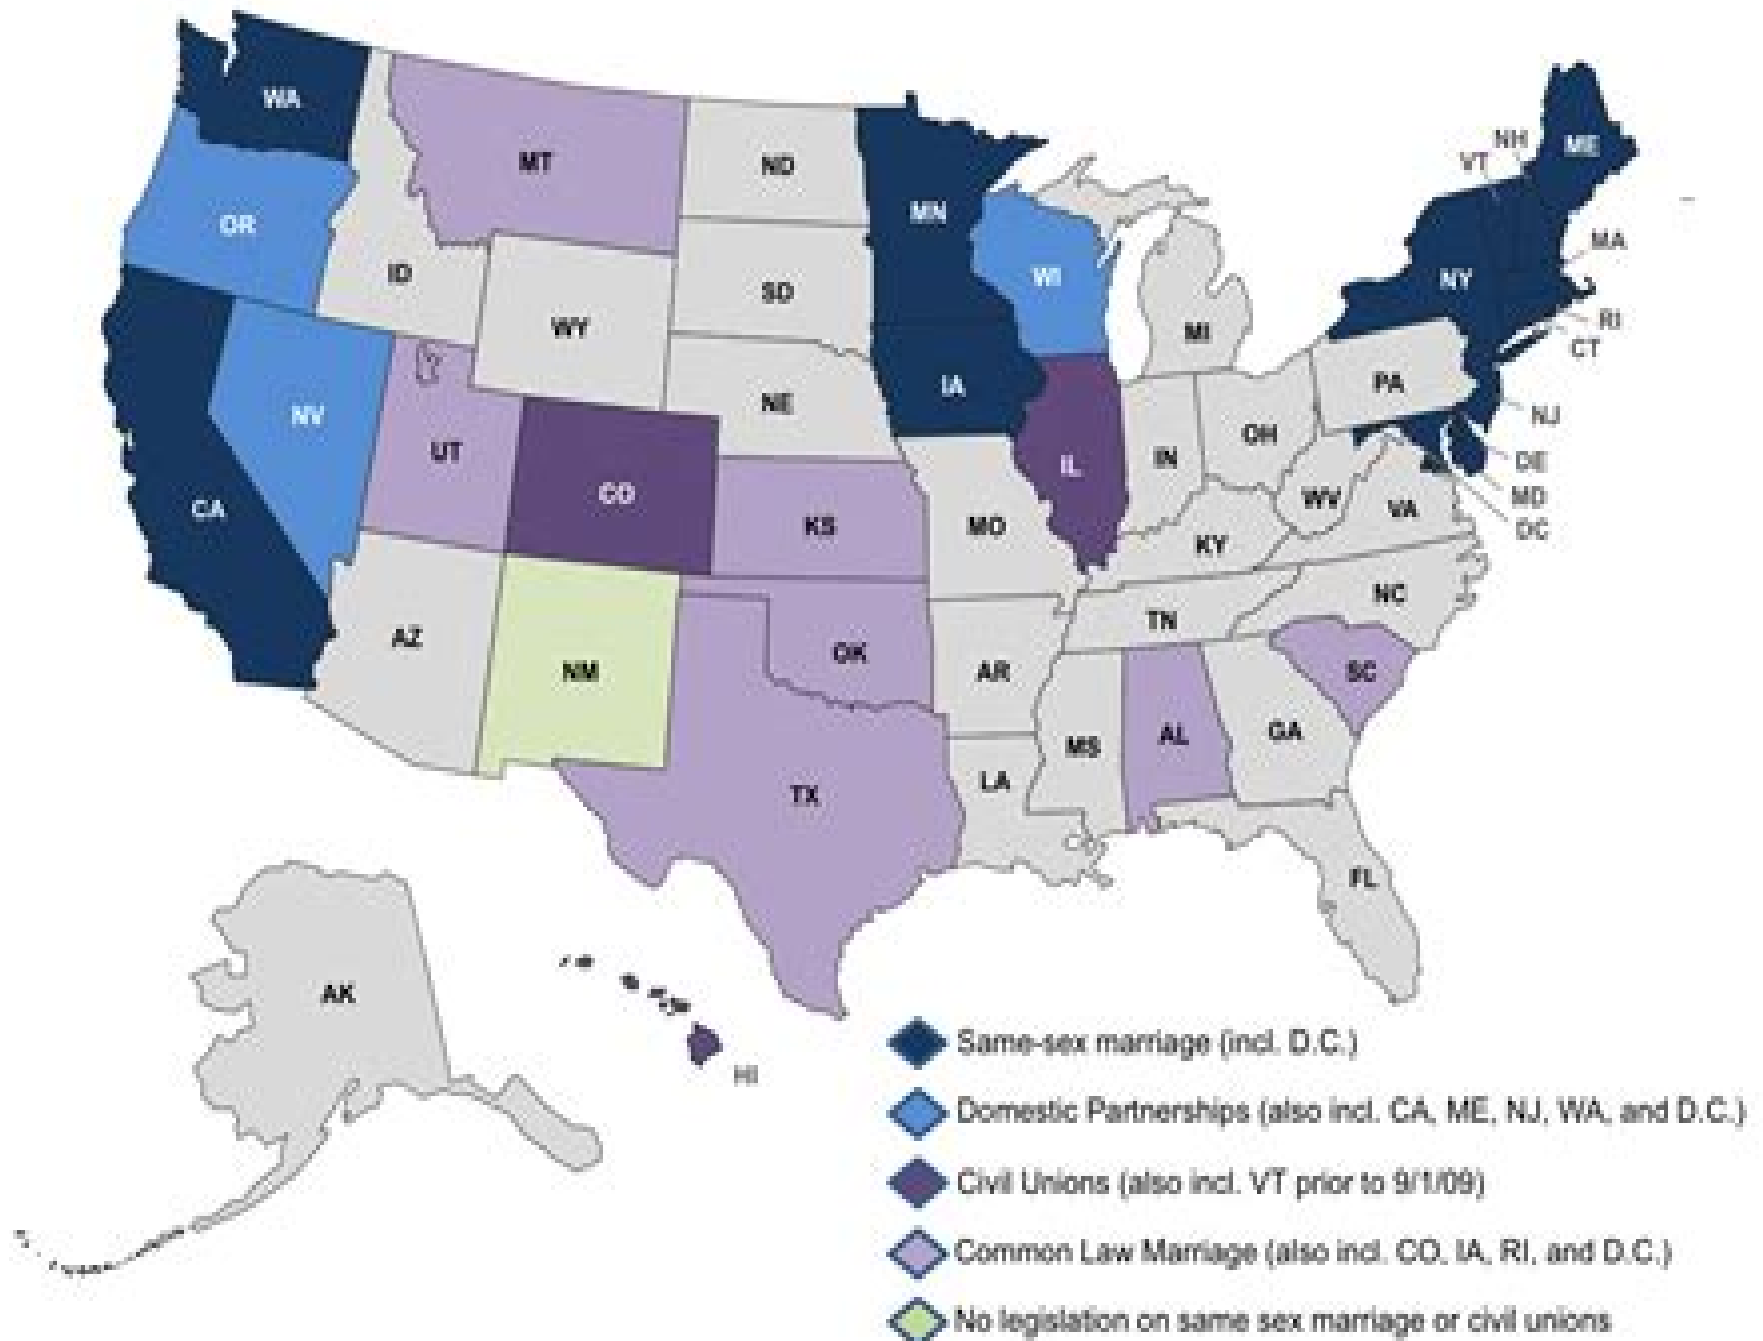 WA
MT
ND
MN
NH
VT
ME
OR
ID
WY
SD
WI
MI
NY
MA
RI
CT
NV
UT
CO
NE
IA
IL
IN
OH
PA
NJ
DE
MD
DC
CA
KS
MO
KY
WV
VA
AZ
NM
OK
AR
TN
NC
SC
TX
LA
MS
AL
GA
FL
AK
HI
Same-sex marriage (incl. D.C.)
Domestic Partnerships (also incl. CA, ME, NJ, WA, and D.C.)
Civil Unions (also incl. VT prior to 9/1/09)
Common Law Marriage (also incl. CO, IA, RI, and D.C.)
No legislation on same sex marriage or civil unions